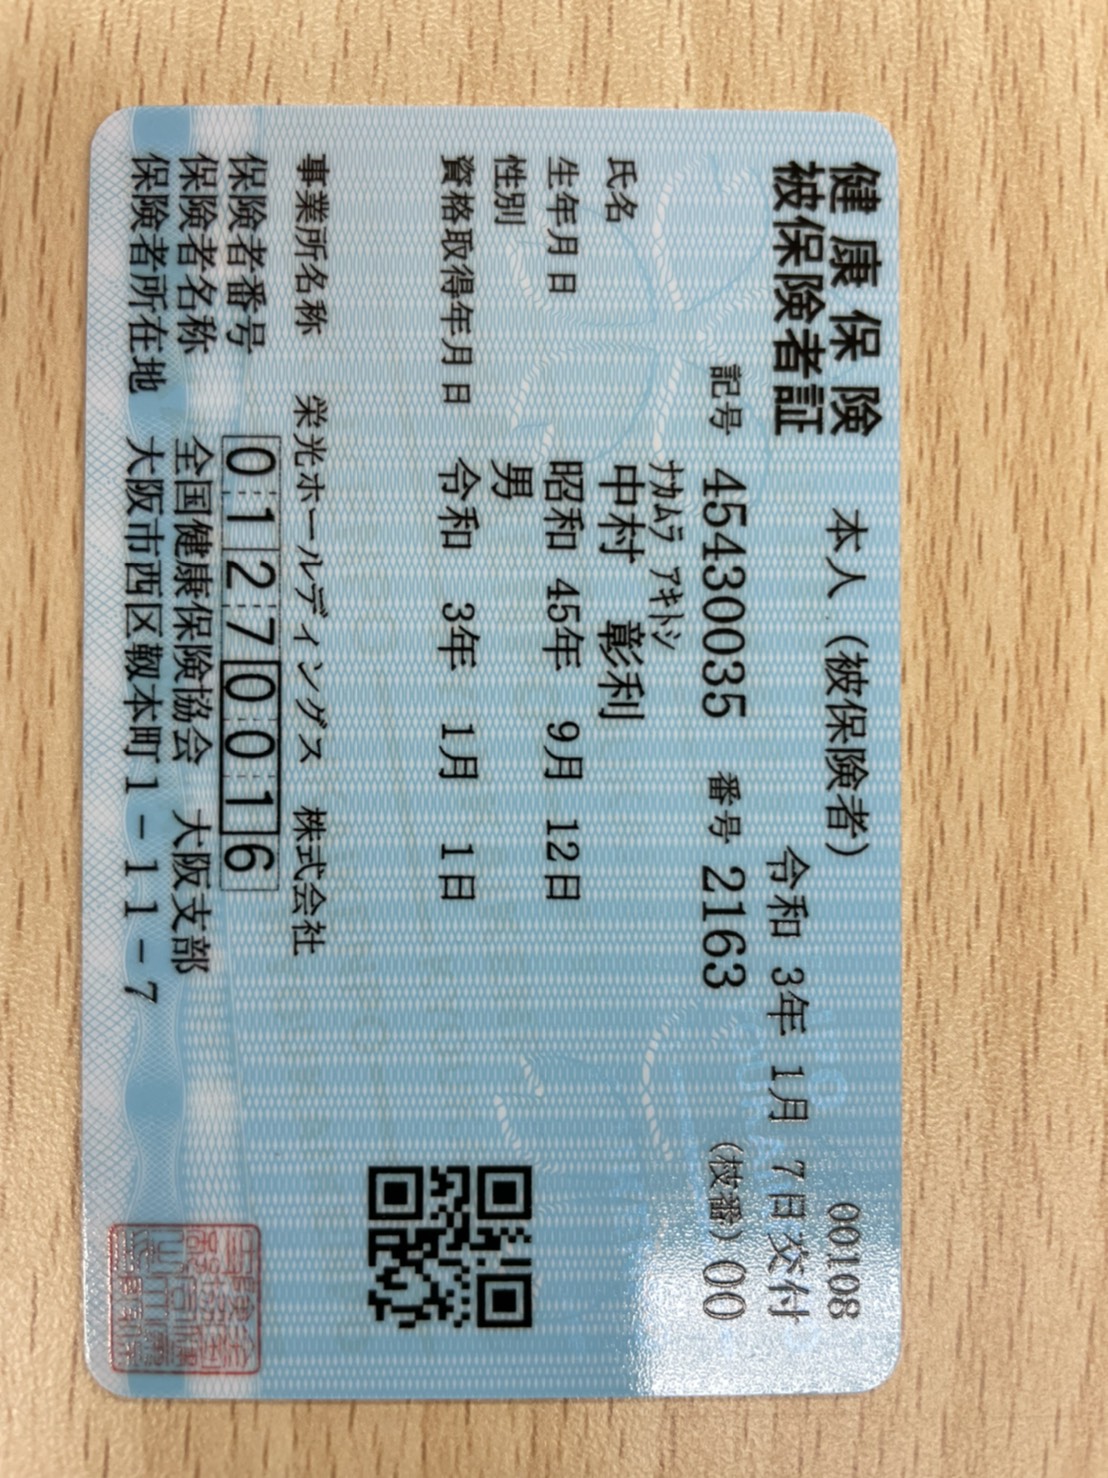 健康保険
被保険者証
本人（被保険者）
00108
令和 3年 1月 7日交付
記号 45430035 番号 2163 （枝番）00
ﾅｶﾑﾗ ｱｷﾄｼ
氏名 中村 彰利
生年月日 昭和 45年 9月 12日
性別 男
資格取得年月日 令和 3年 1月 1日
事業所名称 栄光ホールディングス 株式会社
保険者番号 01270016
保険者名称 全国健康保険協会 大阪支部
保険者所在地 大阪市西区靱本町1-11-7